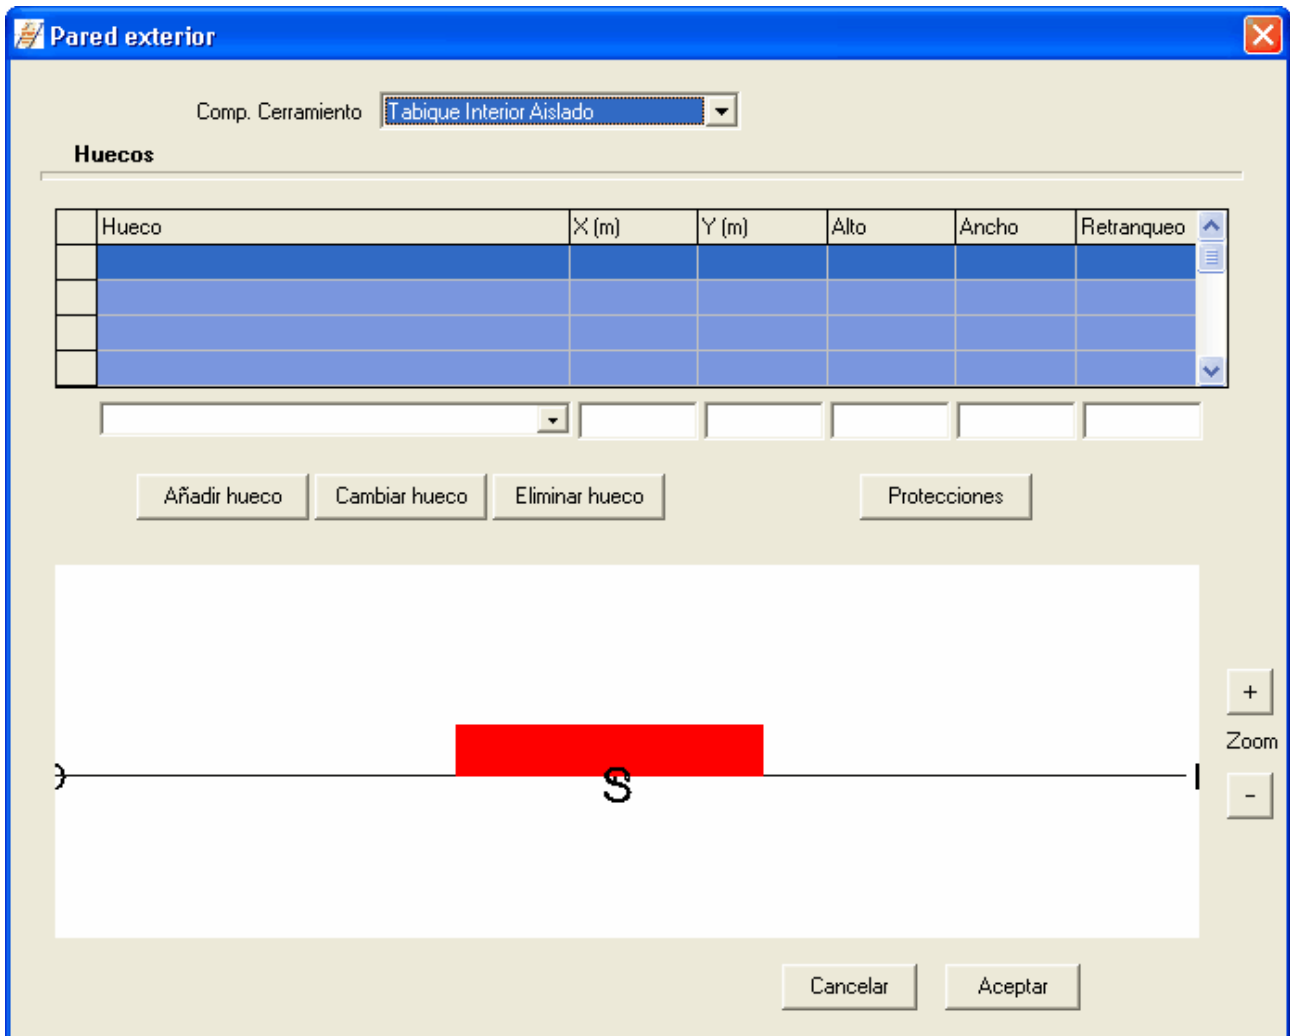 Pared exterior
Comp. Cerramiento Tabique Interior Aislado
Huecos
Hueco X (m) Y (m) Alto Ancho Retranqueo
Añadir hueco Cambiar hueco Eliminar hueco Protecciones
+
Zoom
S
-
Cancelar Aceptar